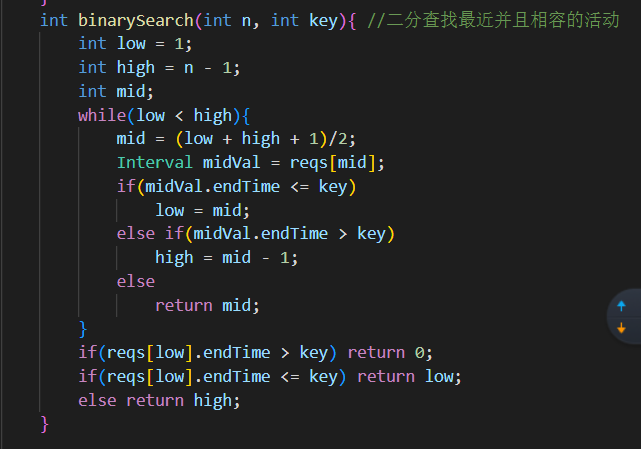 }
int binarySearch(int n, int key){ //二分查找最近并且相容的活动
    int low = 1;
    int high = n - 1;
    int mid;
    while(low < high){
        mid = (low + high + 1)/2;
        Interval midVal = reqs[mid];
        if(midVal.endTime <= key)
            low = mid;
        else if(midVal.endTime > key)
            high = mid - 1;
        else
            return mid;
    }
    if(reqs[low].endTime > key) return 0;
    if(reqs[low].endTime <= key) return low;
    else return high;
}